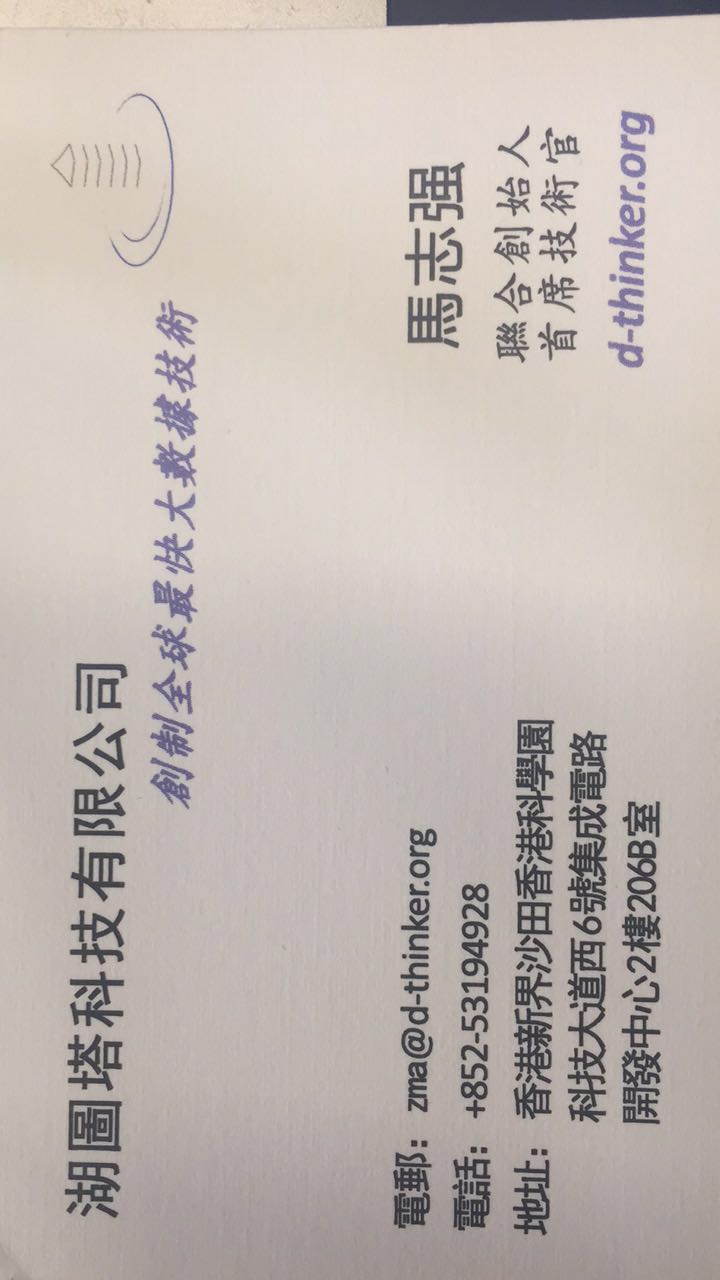 湖圖塔科技有限公司
創制全球最快大數據技術
馬志强
聯合創始人
首席技術官
d-thinker.org
電郵：zma@d-thinker.org
電話：+852-53194928
地址：香港新界沙田香港科學園
科技大道西6號集成電路
開發中心2樓206B室